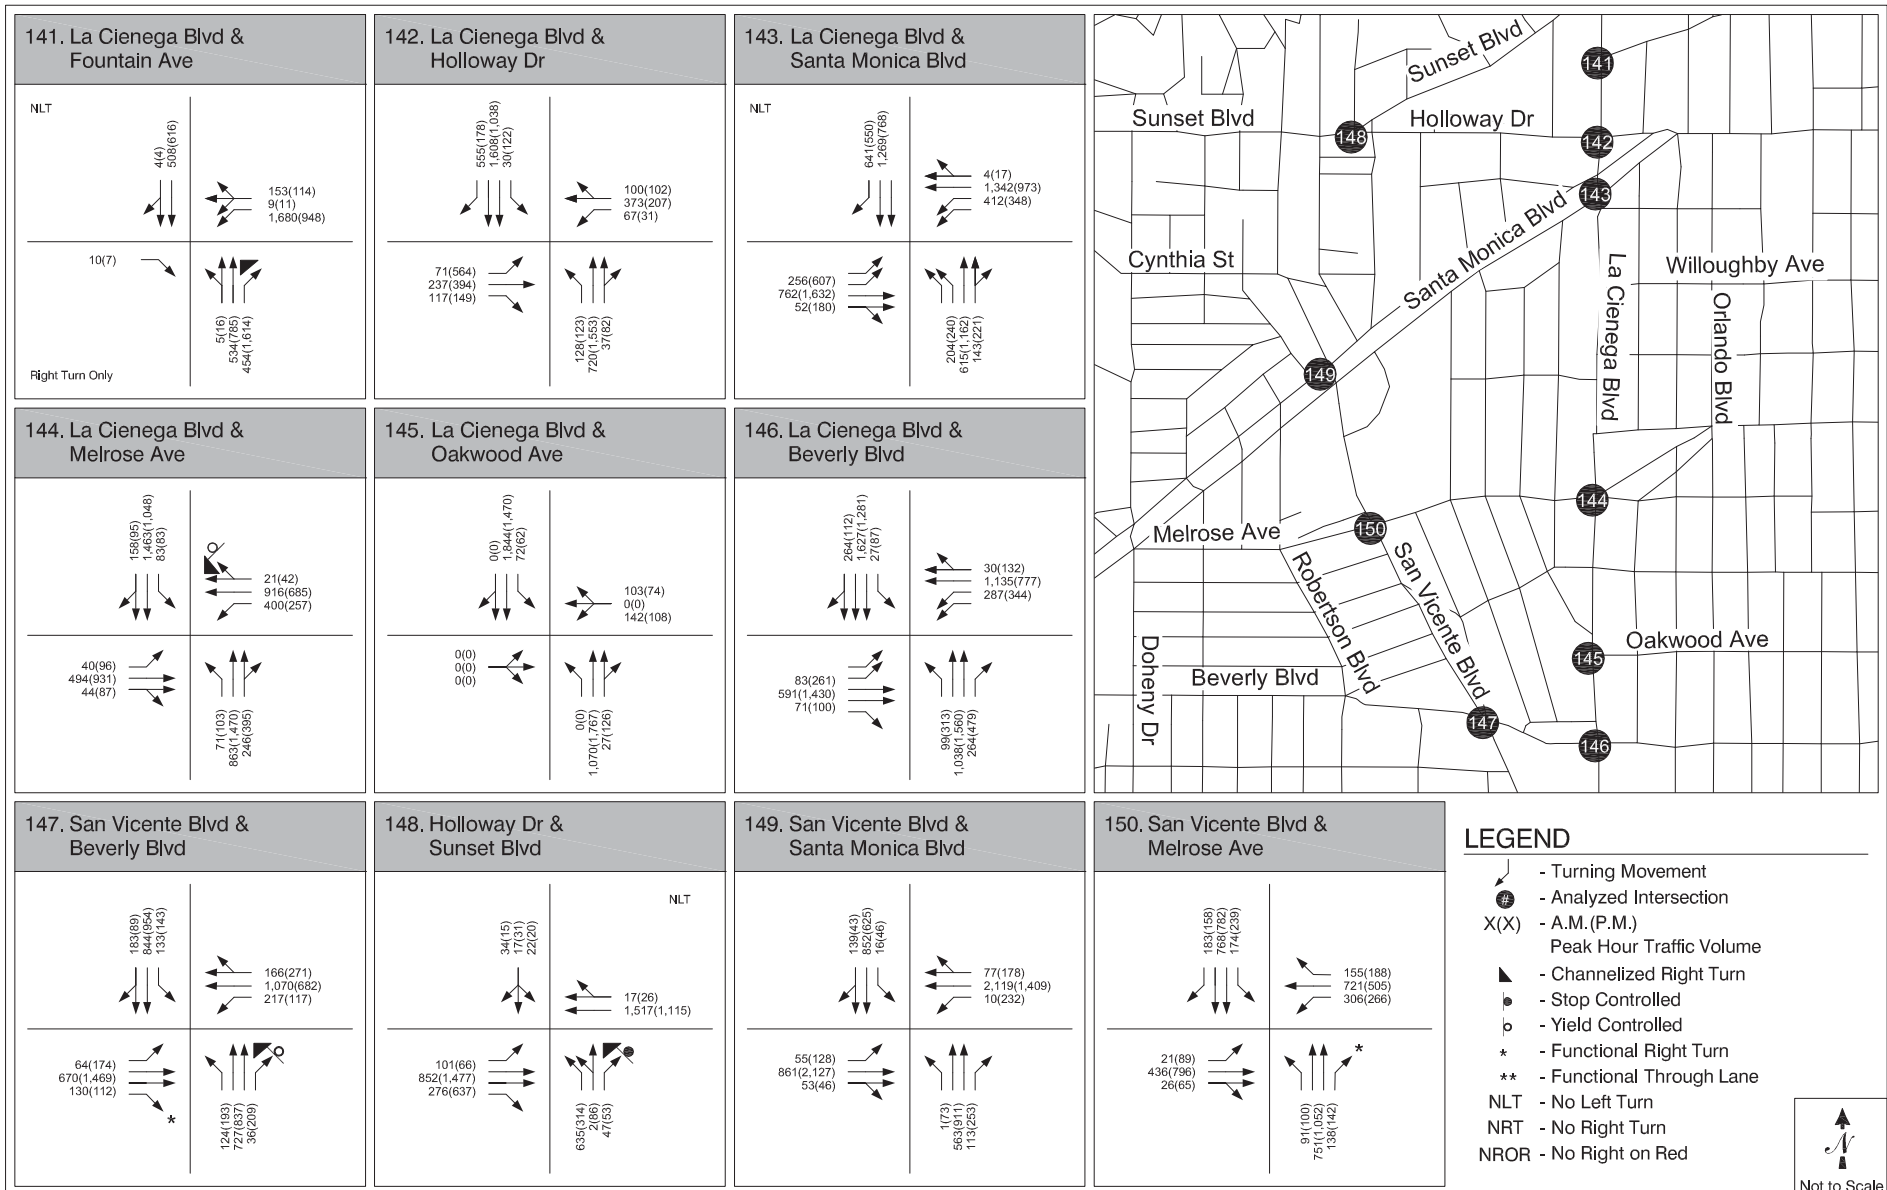 141. La Cienega Blvd &
Fountain Ave
NLT
4(4)
508(616)
153(114)
9(11)
1,680(948)
10(7)
5(16)
534(785)
454(1,614)
Right Turn Only
142. La Cienega Blvd &
Holloway Dr
555(178)
1,608(1,038)
30(122)
100(102)
373(207)
67(31)
71(564)
237(394)
117(149)
128(123)
720(1,553)
37(82)
143. La Cienega Blvd &
Santa Monica Blvd
NLT
641(550)
1,269(768)
4(17)
1,342(973)
412(348)
256(607)
762(1,632)
52(180)
204(240)
615(1,162)
143(221)
144. La Cienega Blvd &
Melrose Ave
158(95)
1,463(1,048)
83(83)
21(42)
916(685)
400(257)
40(96)
494(931)
44(87)
71(103)
863(1,470)
246(395)
145. La Cienega Blvd &
Oakwood Ave
0(0)
1,844(1,470)
72(62)
103(74)
0(0)
142(108)
0(0)
0(0)
0(0)
0(0)
1,070(1,767)
27(126)
146. La Cienega Blvd &
Beverly Blvd
264(112)
1,627(1,281)
27(87)
30(132)
1,135(777)
287(344)
83(261)
591(1,430)
71(100)
99(313)
1,038(1,560)
264(479)
147. San Vicente Blvd &
Beverly Blvd
183(89)
844(954)
133(143)
166(271)
1,070(682)
217(117)
64(174)
670(1,469)
130(112)
*
124(193)
727(837)
36(209)
148. Holloway Dr &
Sunset Blvd
NLT
34(15)
17(31)
22(20)
17(26)
1,517(1,115)
101(66)
852(1,477)
276(637)
635(314)
2(86)
47(53)
149. San Vicente Blvd &
Santa Monica Blvd
139(43)
852(625)
16(46)
77(178)
2,119(1,409)
10(232)
55(128)
861(2,127)
53(46)
1(73)
563(911)
113(253)
150. San Vicente Blvd &
Melrose Ave
183(158)
768(782)
174(239)
155(188)
721(505)
306(266)
21(89)
436(796)
26(65)
*
91(100)
751(1,052)
138(142)
Sunset Blvd
141
Sunset Blvd
148
Holloway Dr
142
143
Santa Monica Blvd
Cynthia St
La Cienega Blvd
Willoughby Ave
Orlando Blvd
149
144
Melrose Ave
150
Robertson Blvd
San Vicente Blvd
Doheny Dr
145
Oakwood Ave
Beverly Blvd
147
146
LEGEND
- Turning Movement
# - Analyzed Intersection
X(X) - A.M.(P.M.)
Peak Hour Traffic Volume
- Channelized Right Turn
- Stop Controlled
- Yield Controlled
* - Functional Right Turn
** - Functional Through Lane
NLT - No Left Turn
NRT - No Right Turn
NROR - No Right on Red
N
Not to Scale